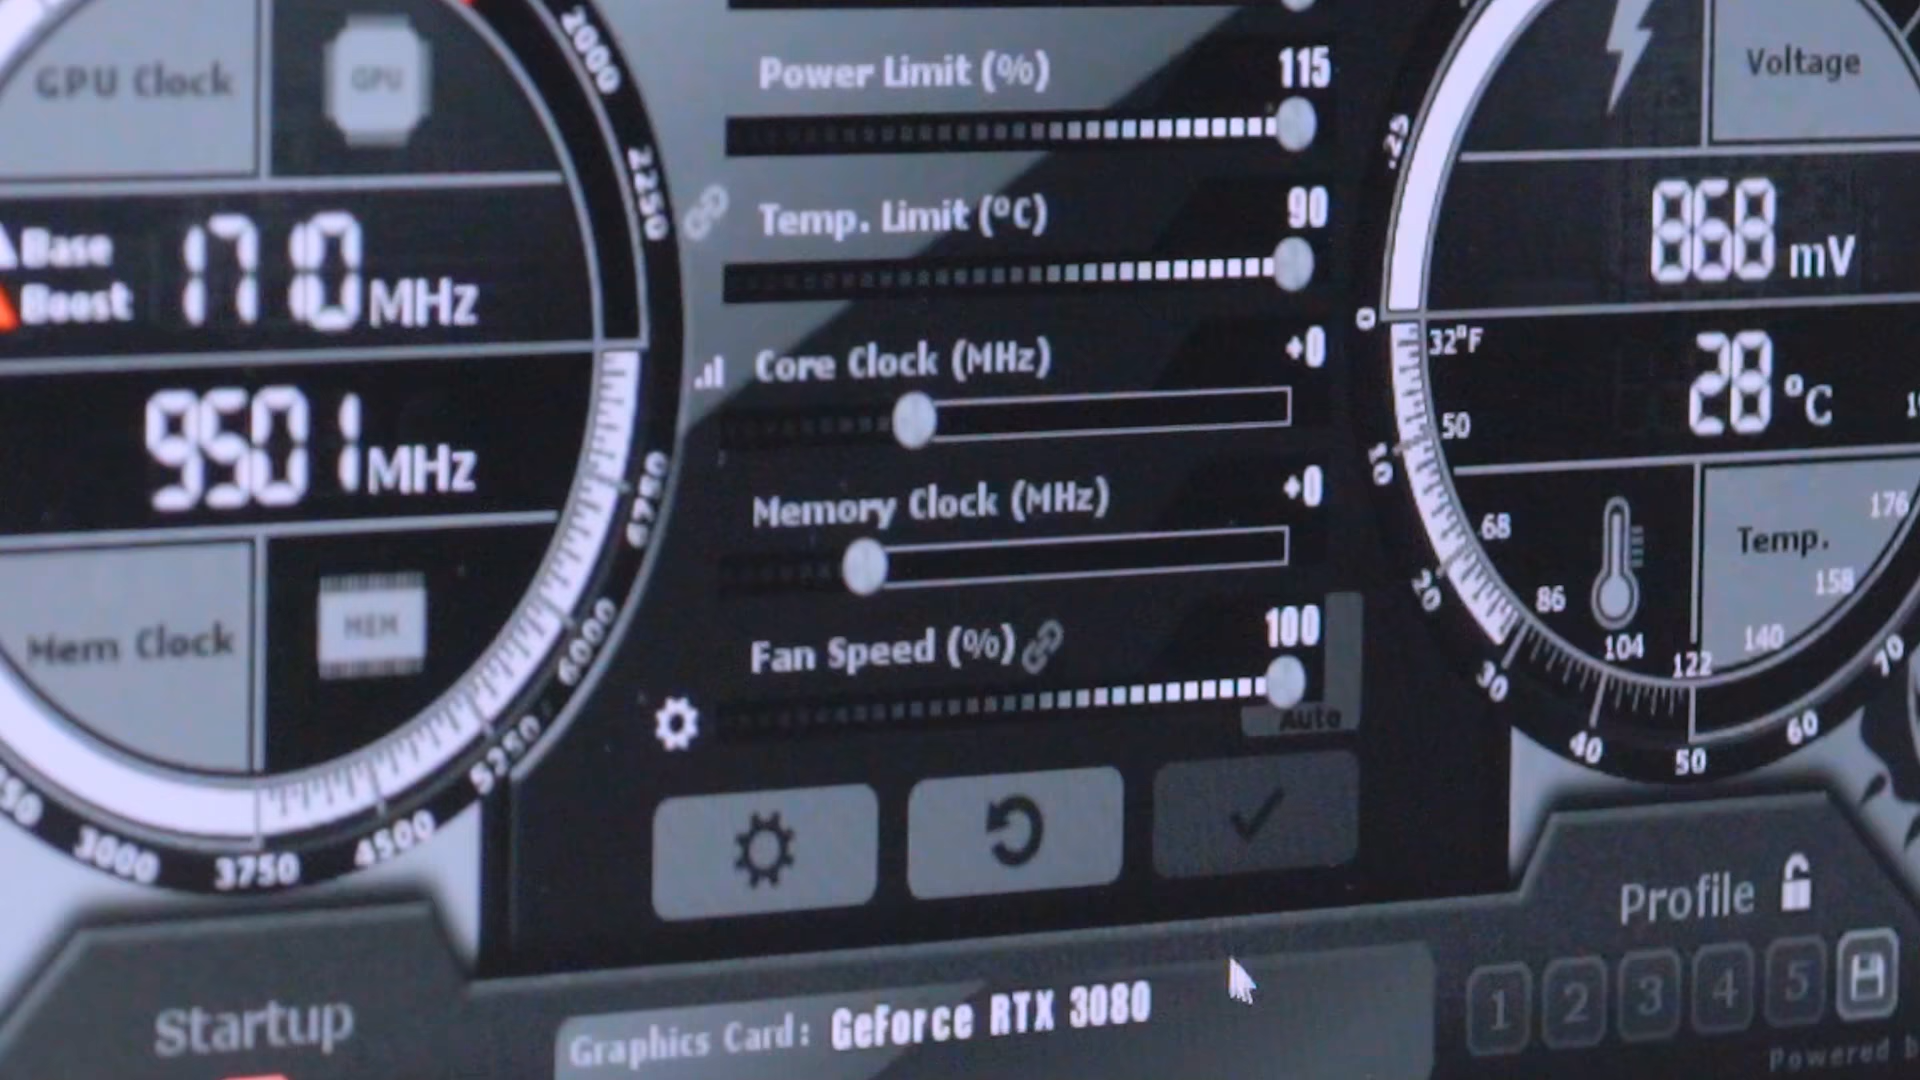 GPU Clock
GPU
2000
2250
Base
Boost
1710 MHz
9501 MHz
Mem Clock
MEM
3000
3750
4500
5250
6000
6750
Startup
Power Limit (%)
115
Temp. Limit (°C)
90
Core Clock (MHz)
+0
Memory Clock (MHz)
+0
Fan Speed (%)
100
Auto
Graphics Card: GeForce RTX 3080
Voltage
-25
868 mV
0
32°F
28 °C
50
10
68
20
86
Temp.
176
158
140
104
122
30
40
50
60
70
Profile
1 2 3 4 5
Powered b